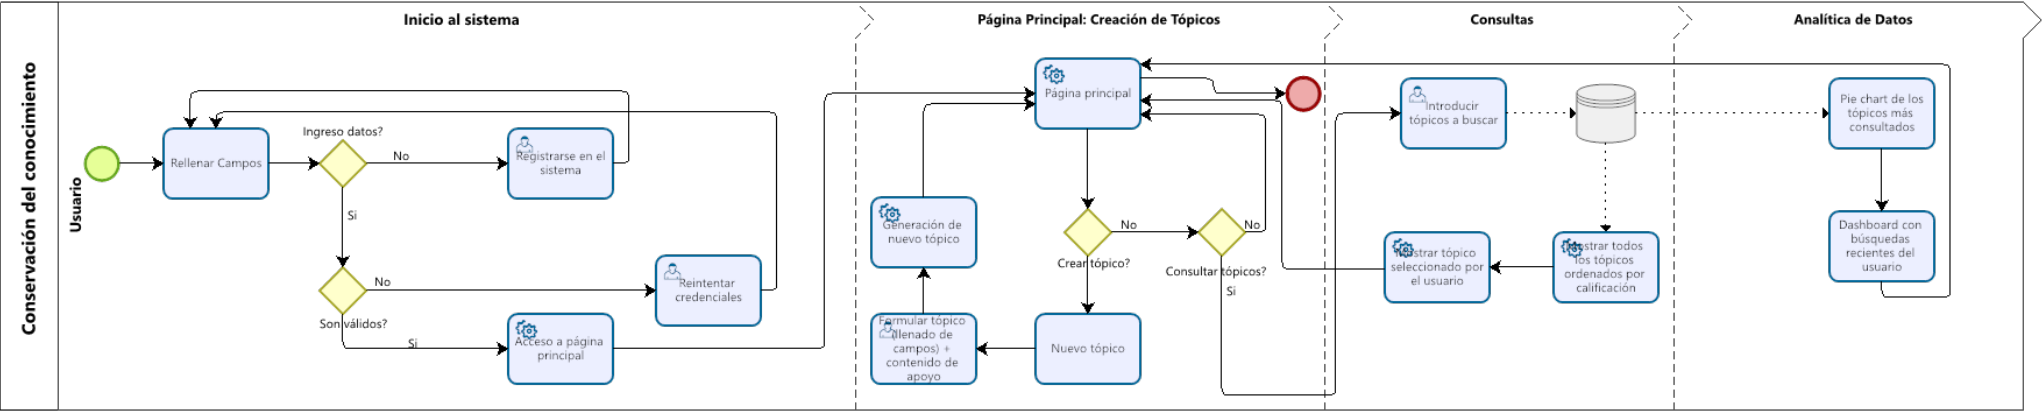 Inicio al sistema
Página Principal: Creación de Tópicos
Consultas
Analítica de Datos
Conservación del conocimiento
Usuario
Rellenar Campos
Ingreso datos?
No
Registrarse en el
sistema
Si
Son válidos?
No
Reintentar
credenciales
Si
Acceso a página
principal
Página principal
Generación de
nuevo tópico
Formular tópico
(llenado de
campos) +
contenido de
apoyo
Nuevo tópico
Crear tópico?
No
Consultar tópicos?
No
Si
Introducir
tópicos a buscar
Mostrar tópico
seleccionado por
el usuario
Mostrar todos
los tópicos
ordenados por
calificación
Pie chart de los
tópicos más
consultados
Dashboard con
búsquedas
recientes del
usuario